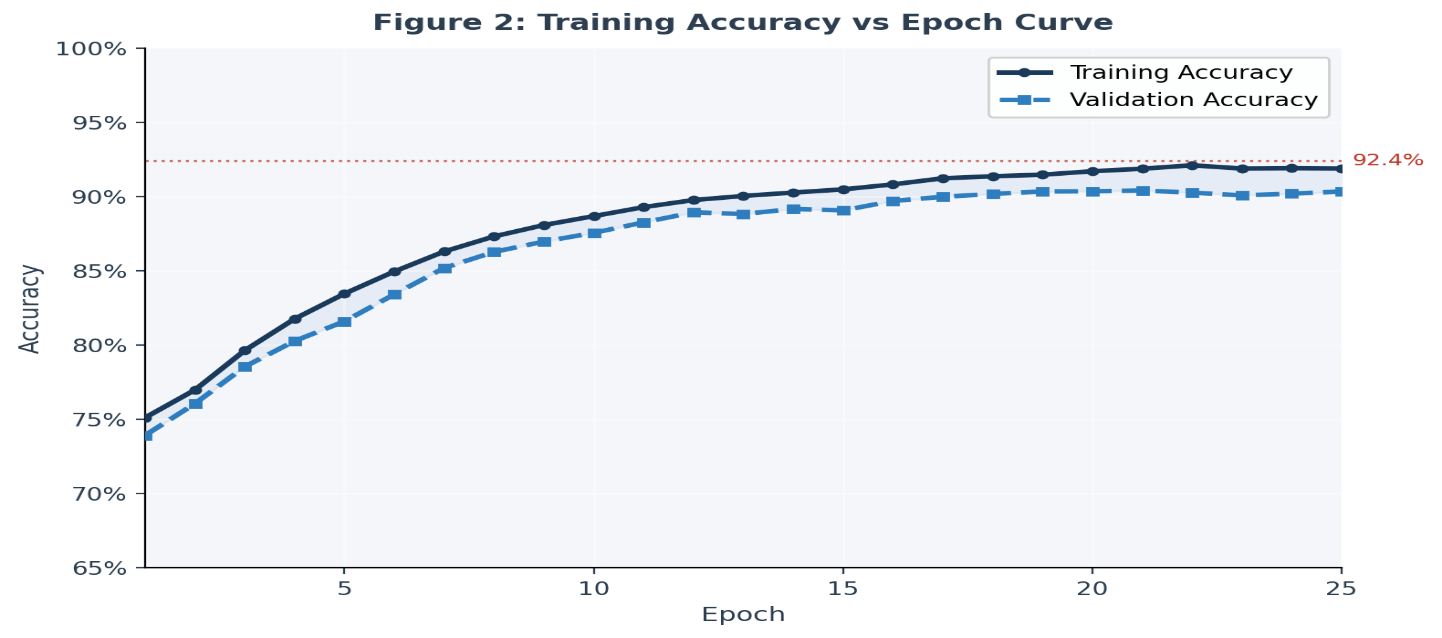 Figure 2: Training Accuracy vs Epoch Curve
100%
95%
90%
85%
80%
75%
70%
65%
Accuracy
Training Accuracy
Validation Accuracy
92.4%
5 10 15 20 25
Epoch